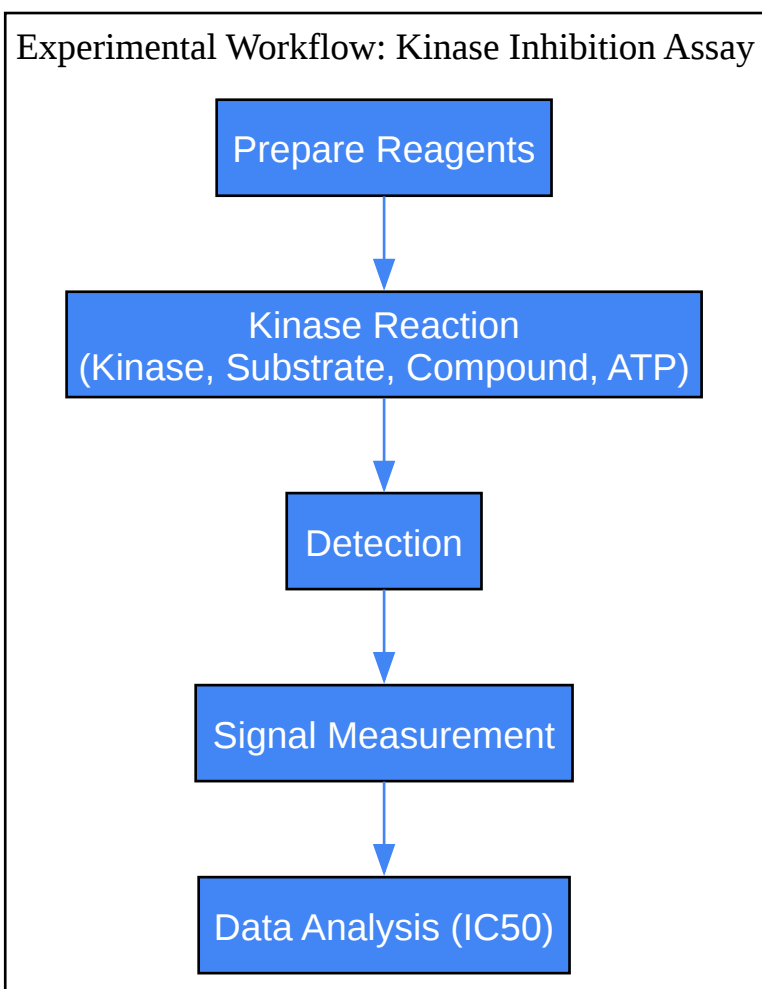 Experimental Workflow: Kinase Inhibition Assay
Prepare Reagents
Kinase Reaction
(Kinase, Substrate, Compound, ATP)
Detection
Signal Measurement
Data Analysis (IC50)